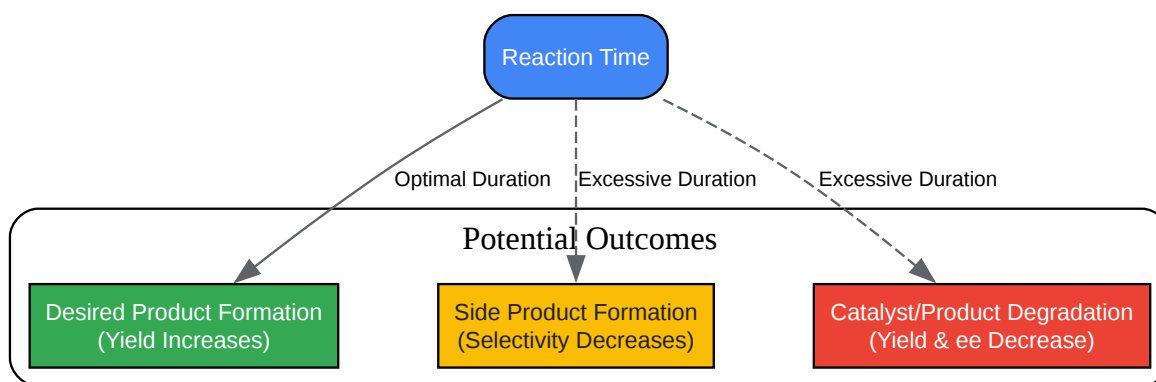 Reaction Time
Optimal Duration
Excessive Duration
Excessive Duration
Potential Outcomes
Desired Product Formation
(Yield Increases)
Side Product Formation
(Selectivity Decreases)
Catalyst/Product Degradation
(Yield & ee Decrease)